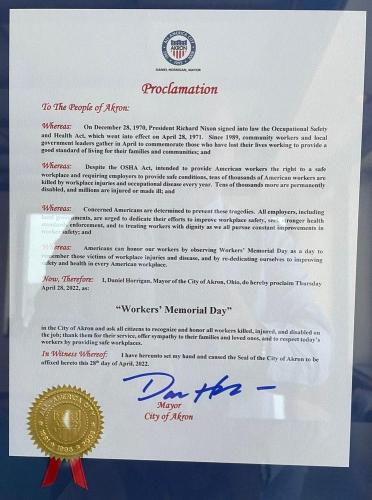 AKRON
DANIEL HORRIGAN, MAYOR
Proclamation
To The People of Akron:
Whereas: On December 28, 1970, President Richard Nixon signed into law the Occupational Safety
and Health Act, which went into effect on April 28, 1971. Since 1989, community workers and local
government leaders gather in April to commemorate those who have lost their lives working to provide a
good standard of living for their families and communities; and
Whereas: Despite the OSHA Act, intended to provide American workers the right to a safe
workplace and requiring employers to provide safe conditions, tens of thousands of American workers are
killed by workplace injuries and occupational disease every year. Tens of thousands more are permanently
disabled, and millions are injured or made ill; and
Whereas: Concerned Americans are determined to prevent these tragedies. All employers, including
local governments, are urged to dedicate their efforts to improve workplace safety, seek stronger health
standards enforcement, and to treating workers with dignity as we all pursue constant improvements in
worker safety; and
Whereas: Americans can honor our workers by observing Workers' Memorial Day as a day to
remember those victims of workplace injuries and disease, and by re-dedicating ourselves to improving
safety and health in every American workplace.
Now, Therefore: I, Daniel Horrigan, Mayor of the City of Akron, Ohio, do hereby proclaim Thursday
April 28, 2022, as:
"Workers' Memorial Day"
in the City of Akron and ask all citizens to recognize and honor all workers killed, injured, and disabled on
the job; thank them for their service, offer sympathy to their families and loved ones, and to respect today's
workers by providing safe workplaces.
In Witness Whereof: I have hereunto set my hand and caused the Seal of the City of Akron to be
affixed hereto this 28th day of April, 2022.
Dan Ho
Mayor
City of Akron